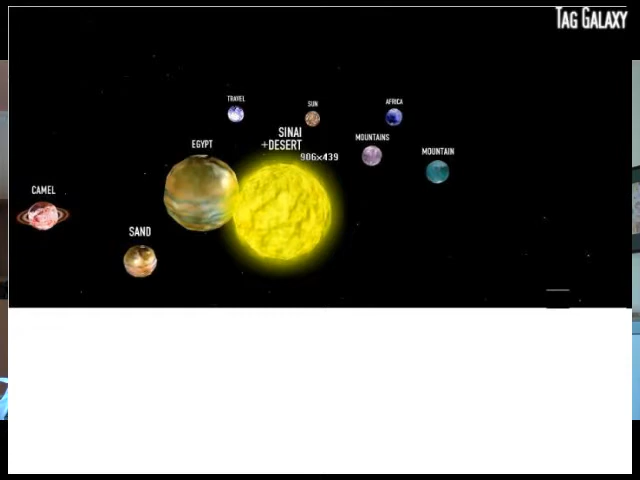 TAG GALAXY
TRAVEL
SUN
AFRICA
SINAI
+DESERT
MOUNTAINS
EGYPT
906x439
MOUNTAIN
CAMEL
SAND